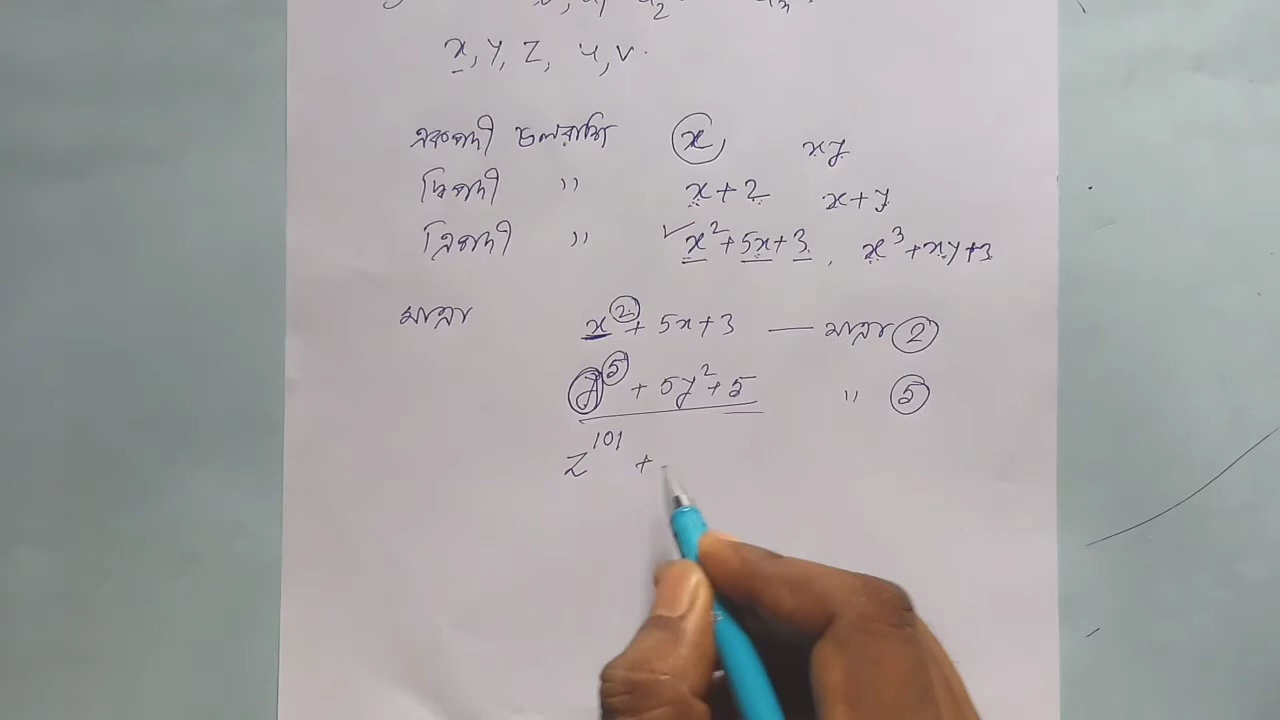 x, y, z, u, v.
একপদী চলরাশি x, xy
দ্বিপদী " x+2 x+y
ত্রিপদী " ✓ x²+5x+3, x³+xy+3
মাত্রা x²+5x+3 — মাত্রা 2
y⁵+5y²+5 " 5
z¹⁰¹ +